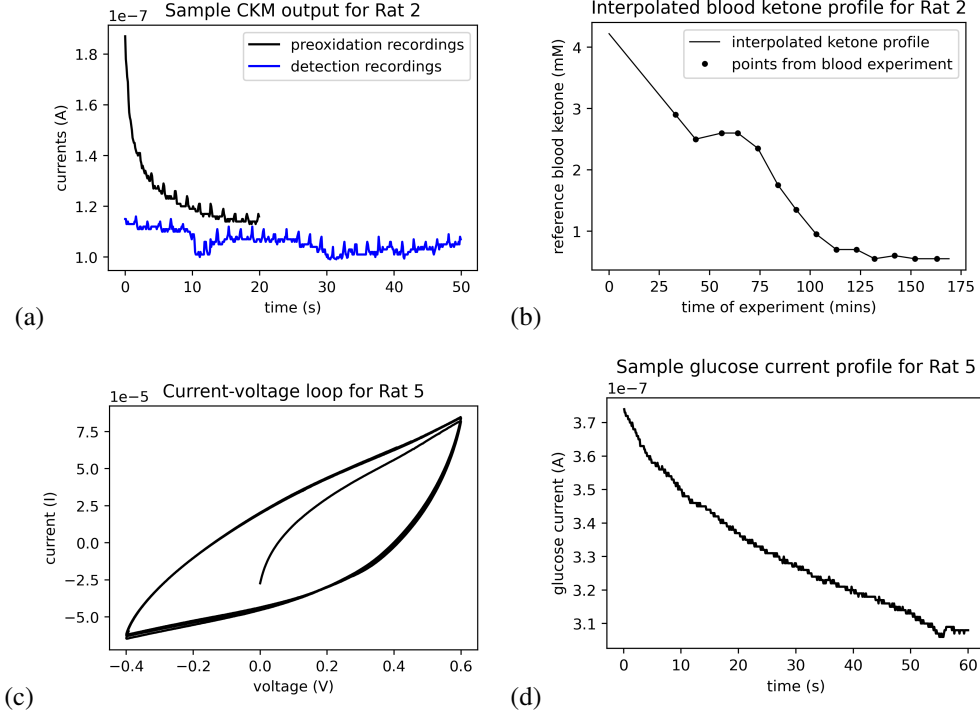 Sample CKM output for Rat 2
1e−7
preoxidation recordings
detection recordings
1.8
1.6
1.4
1.2
1.0
currents (A)
0 10 20 30 40 50
time (s)
(a)
Interpolated blood ketone profile for Rat 2
interpolated ketone profile
points from blood experiment
4
3
2
1
reference blood ketone (mM)
0 25 50 75 100 125 150 175
time of experiment (mins)
(b)
Current-voltage loop for Rat 5
1e−5
7.5
5.0
2.5
0.0
−2.5
−5.0
current (I)
−0.4 −0.2 0.0 0.2 0.4 0.6
voltage (V)
(c)
Sample glucose current profile for Rat 5
1e−7
3.7
3.6
3.5
3.4
3.3
3.2
3.1
glucose current (A)
0 10 20 30 40 50 60
time (s)
(d)